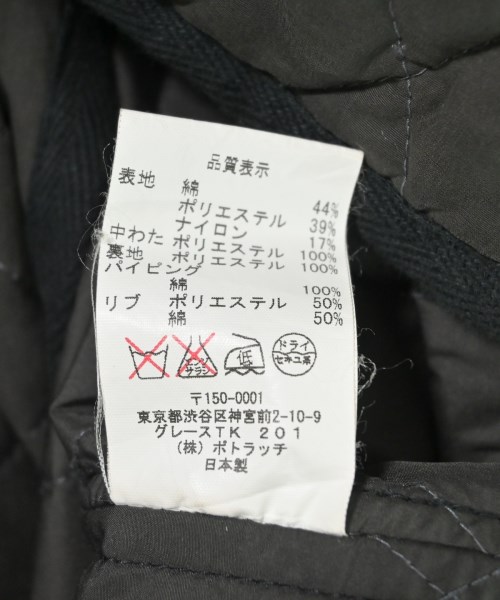 品質表示
表地 綿 44%
ポリエステル 39%
ナイロン 17%
中わた ポリエステル 100%
裏地 ポリエステル 100%
パイピング
綿 100%
リブ ポリエステル 50%
綿 50%
サラシ 低 ドライ
セキユ系
〒150-0001
東京都渋谷区神宮前2-10-9
グレースTK 201
(株) ポトラッチ
日本製